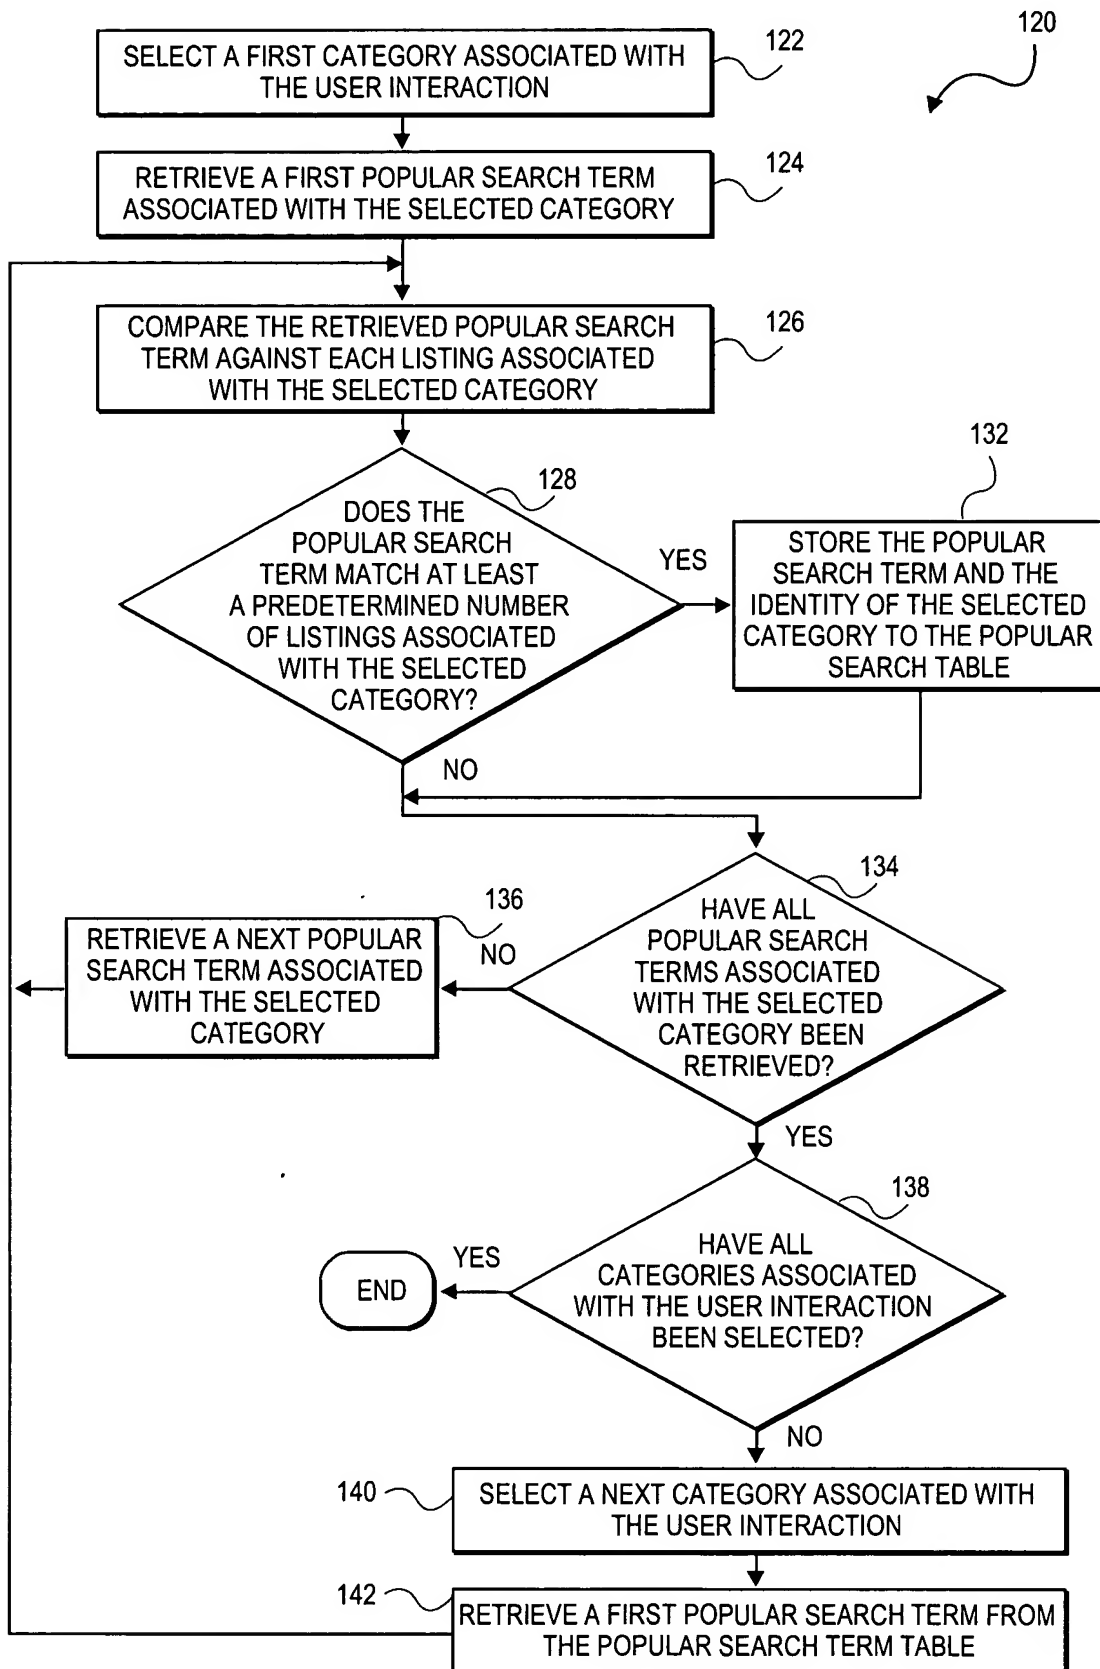 120
SELECT A FIRST CATEGORY ASSOCIATED WITH
THE USER INTERACTION
122
RETRIEVE A FIRST POPULAR SEARCH TERM
ASSOCIATED WITH THE SELECTED CATEGORY
124
COMPARE THE RETRIEVED POPULAR SEARCH
TERM AGAINST EACH LISTING ASSOCIATED
WITH THE SELECTED CATEGORY
126
128
DOES THE
POPULAR SEARCH
TERM MATCH AT LEAST
A PREDETERMINED NUMBER
OF LISTINGS ASSOCIATED
WITH THE SELECTED
CATEGORY?
YES
132
STORE THE POPULAR
SEARCH TERM AND THE
IDENTITY OF THE SELECTED
CATEGORY TO THE POPULAR
SEARCH TABLE
NO
134
HAVE ALL
POPULAR SEARCH
TERMS ASSOCIATED
WITH THE SELECTED
CATEGORY BEEN
RETRIEVED?
NO
136
RETRIEVE A NEXT POPULAR
SEARCH TERM ASSOCIATED
WITH THE SELECTED
CATEGORY
YES
138
HAVE ALL
CATEGORIES ASSOCIATED
WITH THE USER INTERACTION
BEEN SELECTED?
YES
END
NO
140
SELECT A NEXT CATEGORY ASSOCIATED WITH
THE USER INTERACTION
142
RETRIEVE A FIRST POPULAR SEARCH TERM FROM
THE POPULAR SEARCH TERM TABLE